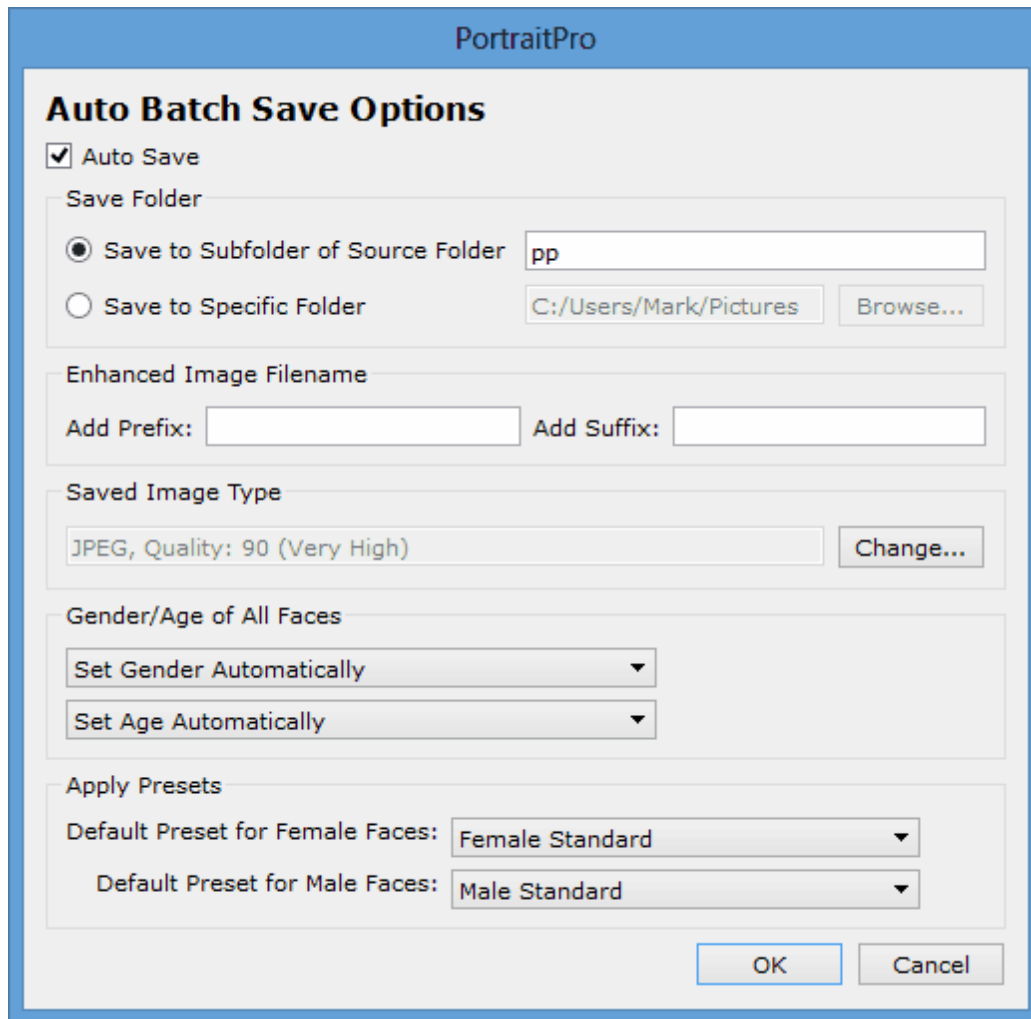 PortraitPro
Auto Batch Save Options
Auto Save
Save Folder
Save to Subfolder of Source Folder pp
Save to Specific Folder C:/Users/Mark/Pictures Browse...
Enhanced Image Filename
Add Prefix: Add Suffix:
Saved Image Type
JPEG, Quality: 90 (Very High) Change...
Gender/Age of All Faces
Set Gender Automatically
Set Age Automatically
Apply Presets
Default Preset for Female Faces: Female Standard
Default Preset for Male Faces: Male Standard
OK Cancel